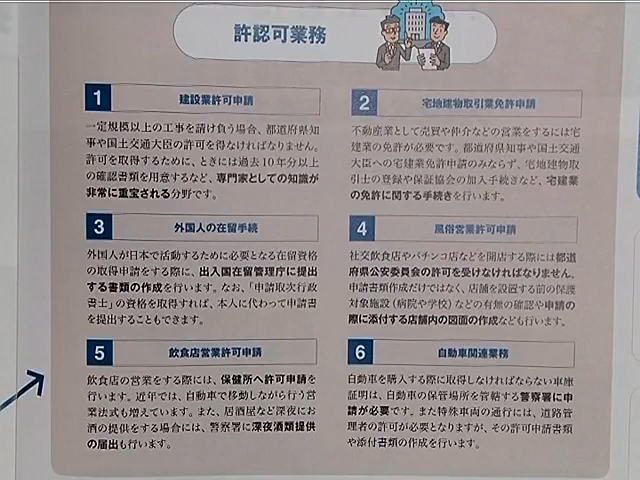 許認可業務
1 建設業許可申請
一定規模以上の工事を請け負う場合、都道府県知
事や国土交通大臣の許可を得なければなりません。
許可を取得するために、ときには過去10年分以上
の確認書類を用意するなど、専門家としての知識が
非常に重宝される分野です。
2 宅地建物取引業免許申請
不動産業として売買や仲介などの営業をするには宅
建業の免許が必要です。都道府県知事や国土交通
大臣への宅建業免許申請のみならず、宅地建物取
引士の登録や保証協会の加入手続きなど、宅建業
の免許に関する手続きを行います。
3 外国人の在留手続
外国人が日本で活動するために必要となる在留資格
の取得申請をする際に、出入国在留管理庁に提出
する書類の作成を行います。なお、「申請取次行政
書士」の資格を取得すれば、本人に代わって申請書
を提出することもできます。
4 風俗営業許可申請
社交飲食店やパチンコ店などを開店する際には都道
府県公安委員会の許可を受けなければなりません。
申請書類作成だけではなく、店舗を設置する前の保護
対象施設(病院や学校)などの有無の確認や申請の
際に添付する店舗内の図面の作成なども行います。
5 飲食店営業許可申請
飲食店の営業をする際には、保健所へ許可申請を
行います。近年では、自動車で移動しながら行う営
業法式も増えています。また、居酒屋など深夜にお
酒の提供をする場合には、警察署に深夜酒類提供
の届出も行います。
6 自動車関連業務
自動車を購入する際に取得しなければならない車庫
証明は、自動車の保管場所を管轄する警察署に申
請が必要です。また特殊車両の通行には、道路管
理者の許可が必要となりますが、その許可申請書類
や添付書類の作成を行います。